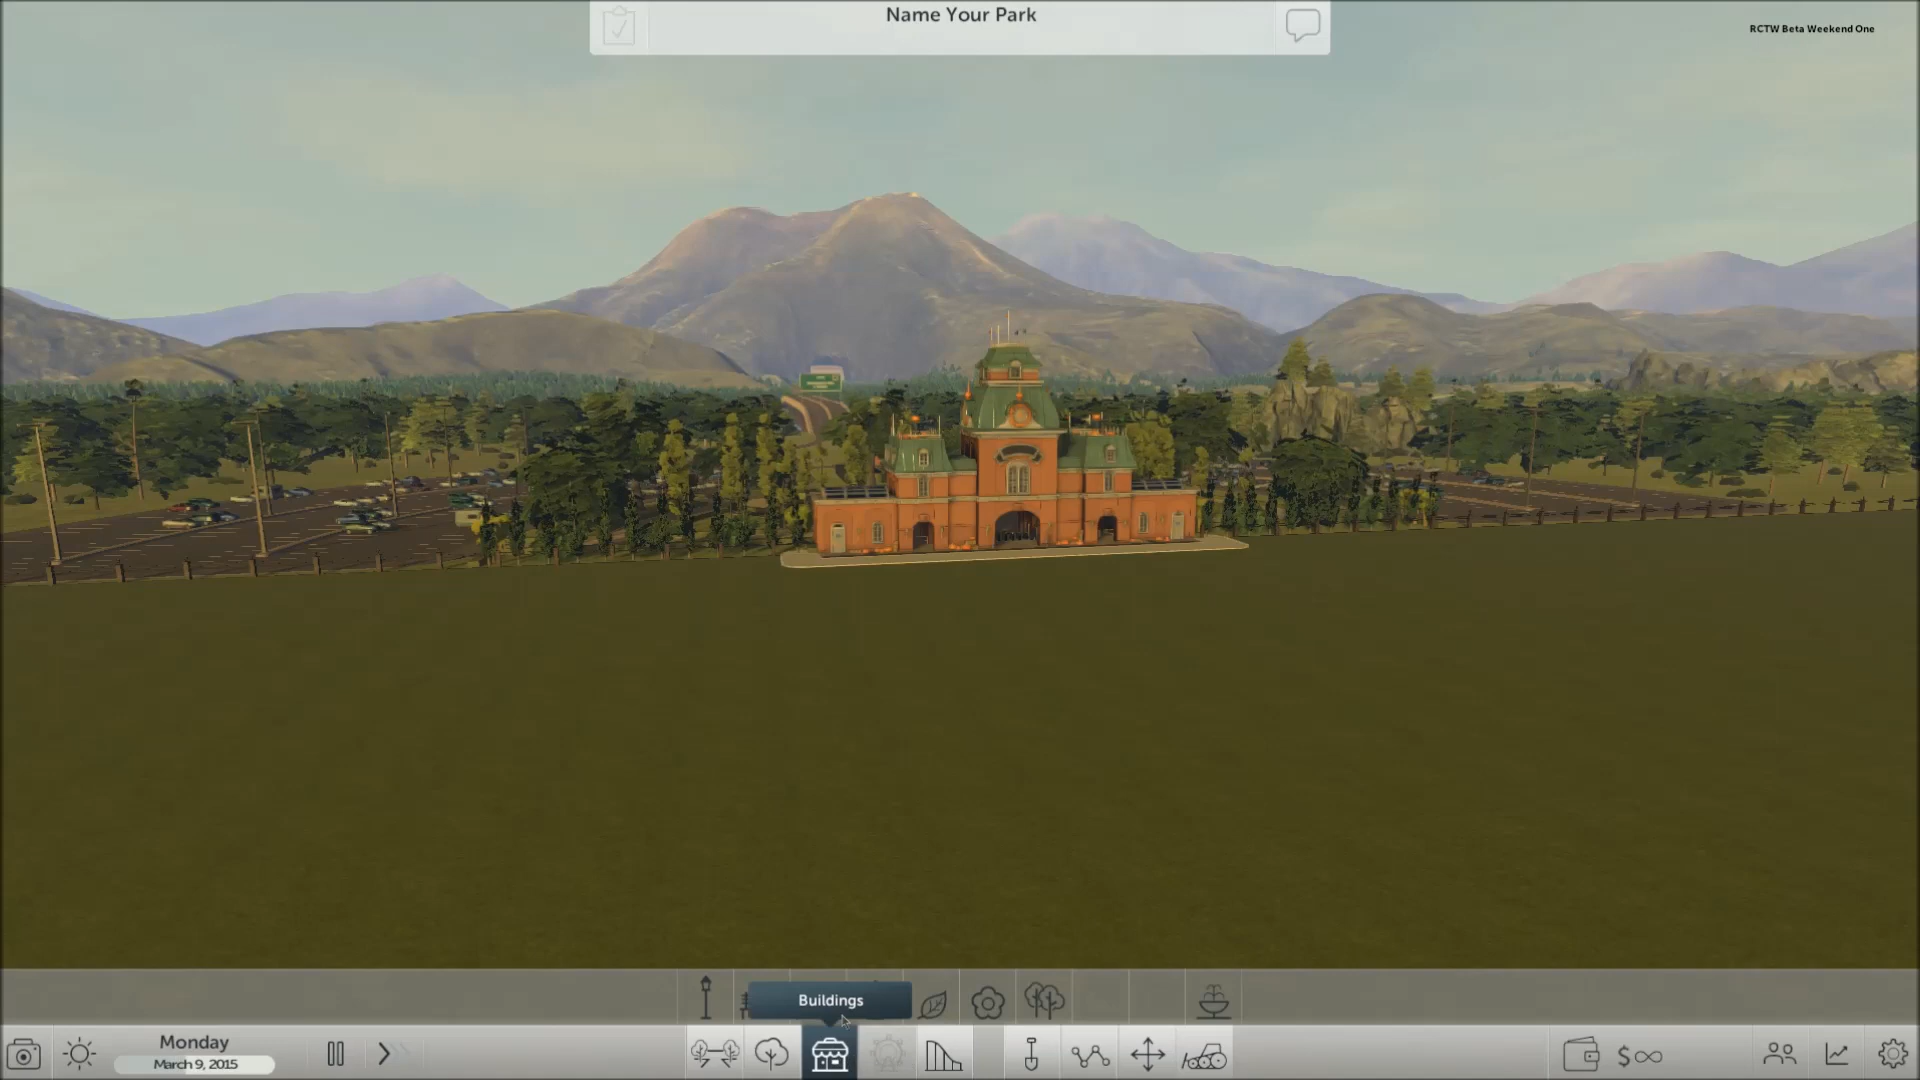 Name Your Park
RCTW Beta Weekend One
Buildings
Monday
March 9, 2015
$∞